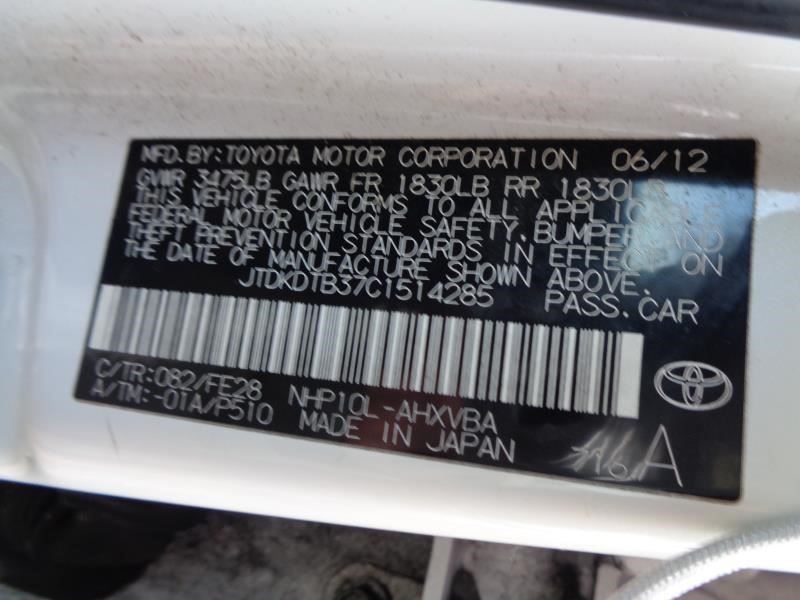 MFD.BY:TOYOTA MOTOR CORPORATION 06/12
GVWR 3475LB GAWR FR 1830LB RR 1830LB
THIS VEHICLE CONFORMS TO ALL APPLICABLE
FEDERAL MOTOR VEHICLE SAFETY, BUMPER, AND
THEFT PREVENTION STANDARDS IN EFFECT ON
THE DATE OF MANUFACTURE SHOWN ABOVE.
JTDKDTB37C1514285 PASS.CAR
C/TR:082/FE28 NHP10L-AHXVBA
A/TM:-01A/P510 MADE IN JAPAN
716 A